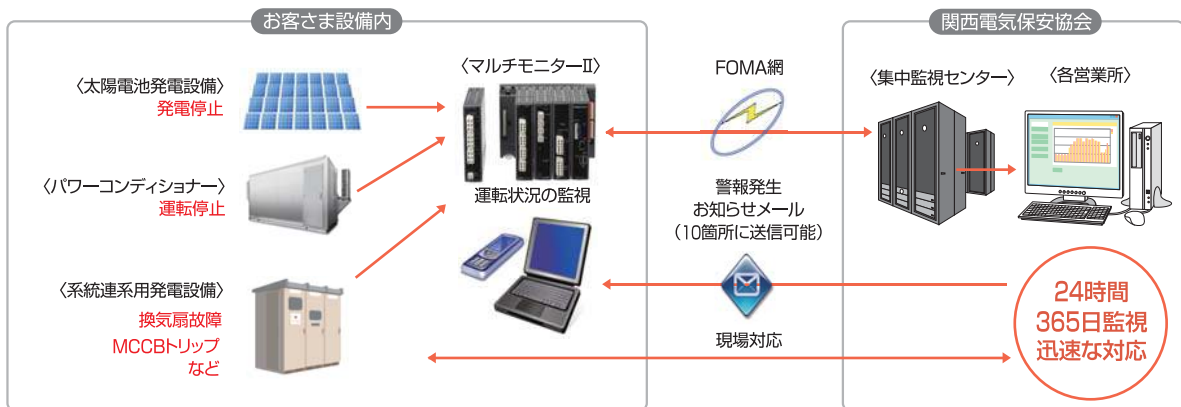 お客さま設備内
〈太陽電池発電設備〉
発電停止
〈パワーコンディショナー〉
運転停止
〈系統連系用発電設備〉
換気扇故障
MCCBトリップ
など
〈マルチモニターⅡ〉
運転状況の監視
FOMA網
警報発生
お知らせメール
（10箇所に送信可能）
現場対応
関西電気保安協会
〈集中監視センター〉
〈各営業所〉
24時間
365日監視
迅速な対応